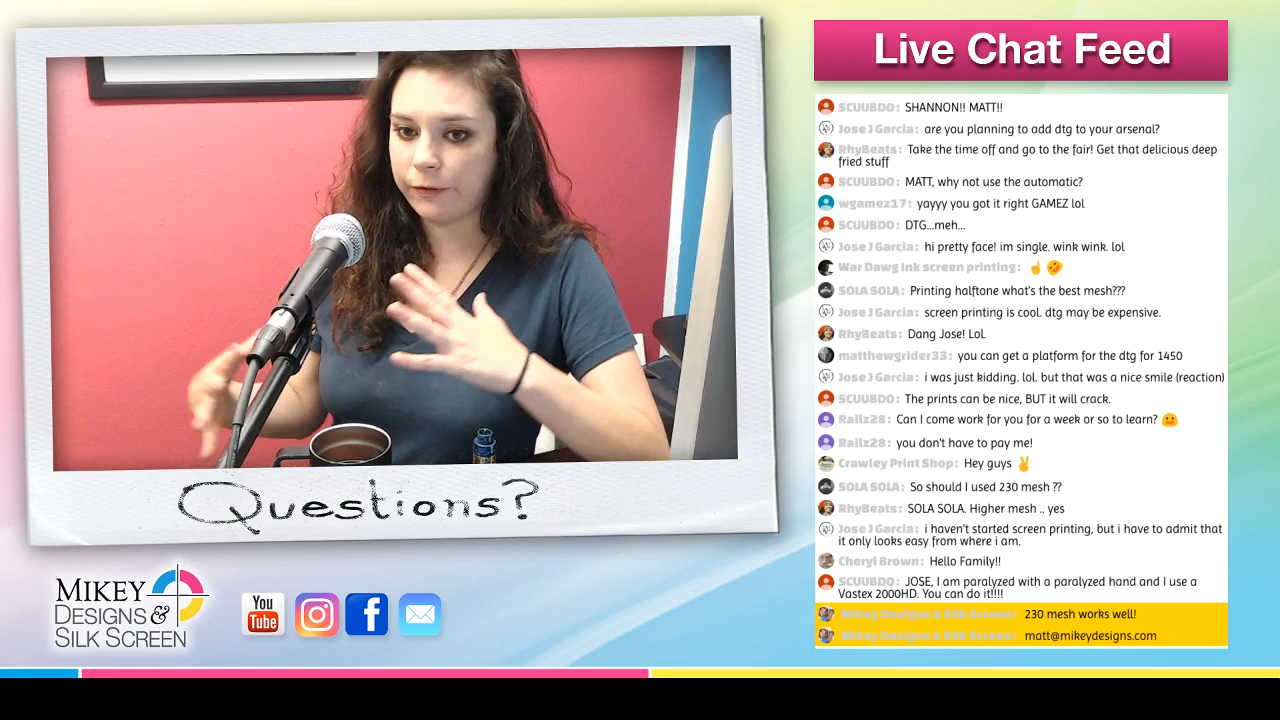 Live Chat Feed
SCUUBDO: SHANNON!! MATT!!
Jose J Garcia: are you planning to add dtg to your arsenal?
RhyBeats: Take the time off and go to the fair! Get that delicious deep
fried stuff
SCUUBDO: MATT, why not use the automatic?
wgamez17: yayyy you got it right GAMEZ lol
SCUUBDO: DTG...meh...
Jose J Garcia: hi pretty face! im single. wink wink. lol
War Dawg Ink screen printing: ☝️🤣
SOLA SOLA: Printing halftone what's the best mesh???
Jose J Garcia: screen printing is cool. dtg may be expensive.
RhyBeats: Dang Jose! Lol.
matthewgrider33: you can get a platform for the dtg for 1450
Jose J Garcia: i was just kidding. lol. but that was a nice smile (reaction)
SCUUBDO: The prints can be nice, BUT it will crack.
Railz28: Can I come work for you for a week or so to learn? 🙂
Railz28: you don't have to pay me!
Crawley Print Shop: Hey guys ✌️
SOLA SOLA: So should I used 230 mesh ??
RhyBeats: SOLA SOLA. Higher mesh .. yes
Jose J Garcia: i haven't started screen printing, but i have to admit that
it only looks easy from where i am.
Cheryl Brown: Hello Family!!
SCUUBDO: JOSE, I am paralyzed with a paralyzed hand and I use a
Vastex 2000HD. You can do it!!!!
Mikey Designs & Silk Screen: 230 mesh works well!
Mikey Designs & Silk Screen: matt@mikeydesigns.com
Questions?
MIKEY
DESIGNS &
SILK SCREEN
You
Tube
f